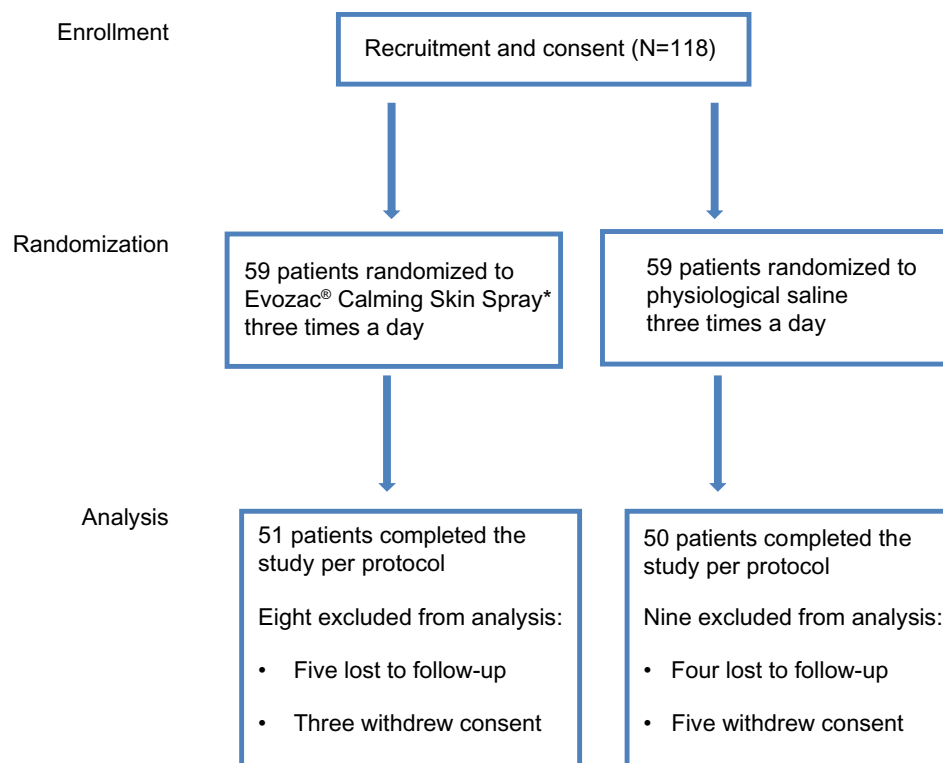 Enrollment
Recruitment and consent (N=118)
Randomization
59 patients randomized to
Evozac® Calming Skin Spray*
three times a day
59 patients randomized to
physiological saline
three times a day
Analysis
51 patients completed the
study per protocol
Eight excluded from analysis:
• Five lost to follow-up
• Three withdrew consent
50 patients completed the
study per protocol
Nine excluded from analysis:
• Four lost to follow-up
• Five withdrew consent